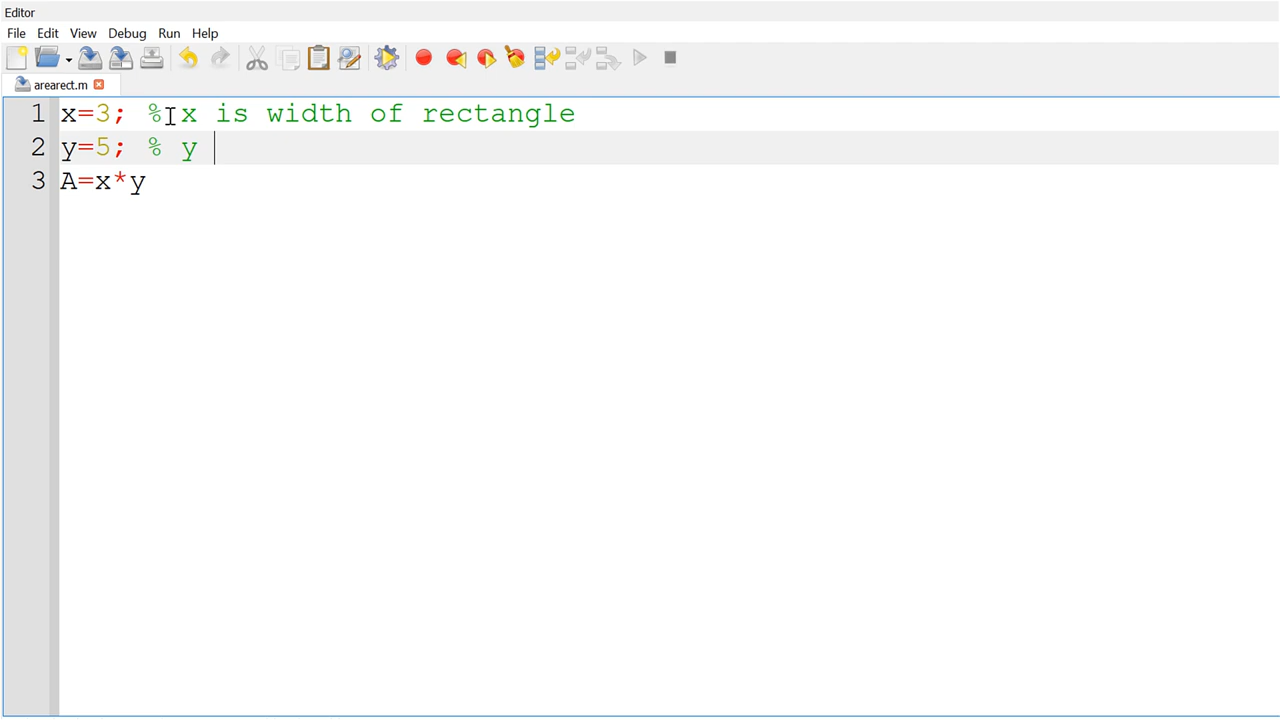 Editor
File Edit View Debug Run Help
arearect.m
1 x=3; % x is width of rectangle
2 y=5; % y
3 A=x*y